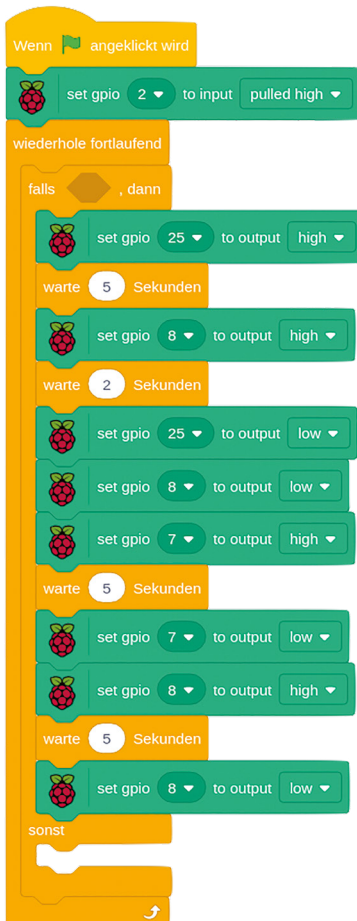 Wenn angeklickt wird
set gpio 2 to input pulled high
wiederhole fortlaufend
falls , dann
set gpio 25 to output high
warte 5 Sekunden
set gpio 8 to output high
warte 2 Sekunden
set gpio 25 to output low
set gpio 8 to output low
set gpio 7 to output high
warte 5 Sekunden
set gpio 7 to output low
set gpio 8 to output high
warte 5 Sekunden
set gpio 8 to output low
sonst